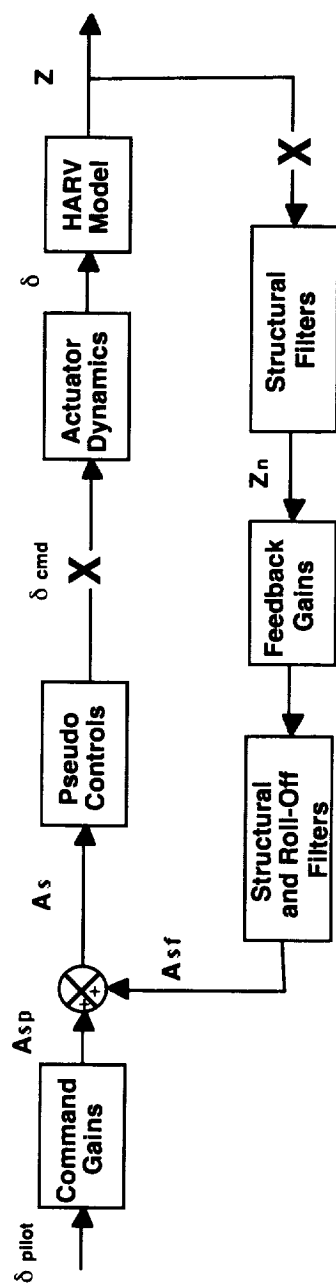 δ pilot
Command
Gains
Asp
+
+
As
Pseudo
Controls
δ cmd
X
Actuator
Dynamics
δ
HARV
Model
Z
X
Structural
Filters
Zn
Feedback
Gains
Structural
and Roll-Off
Filters
Asf